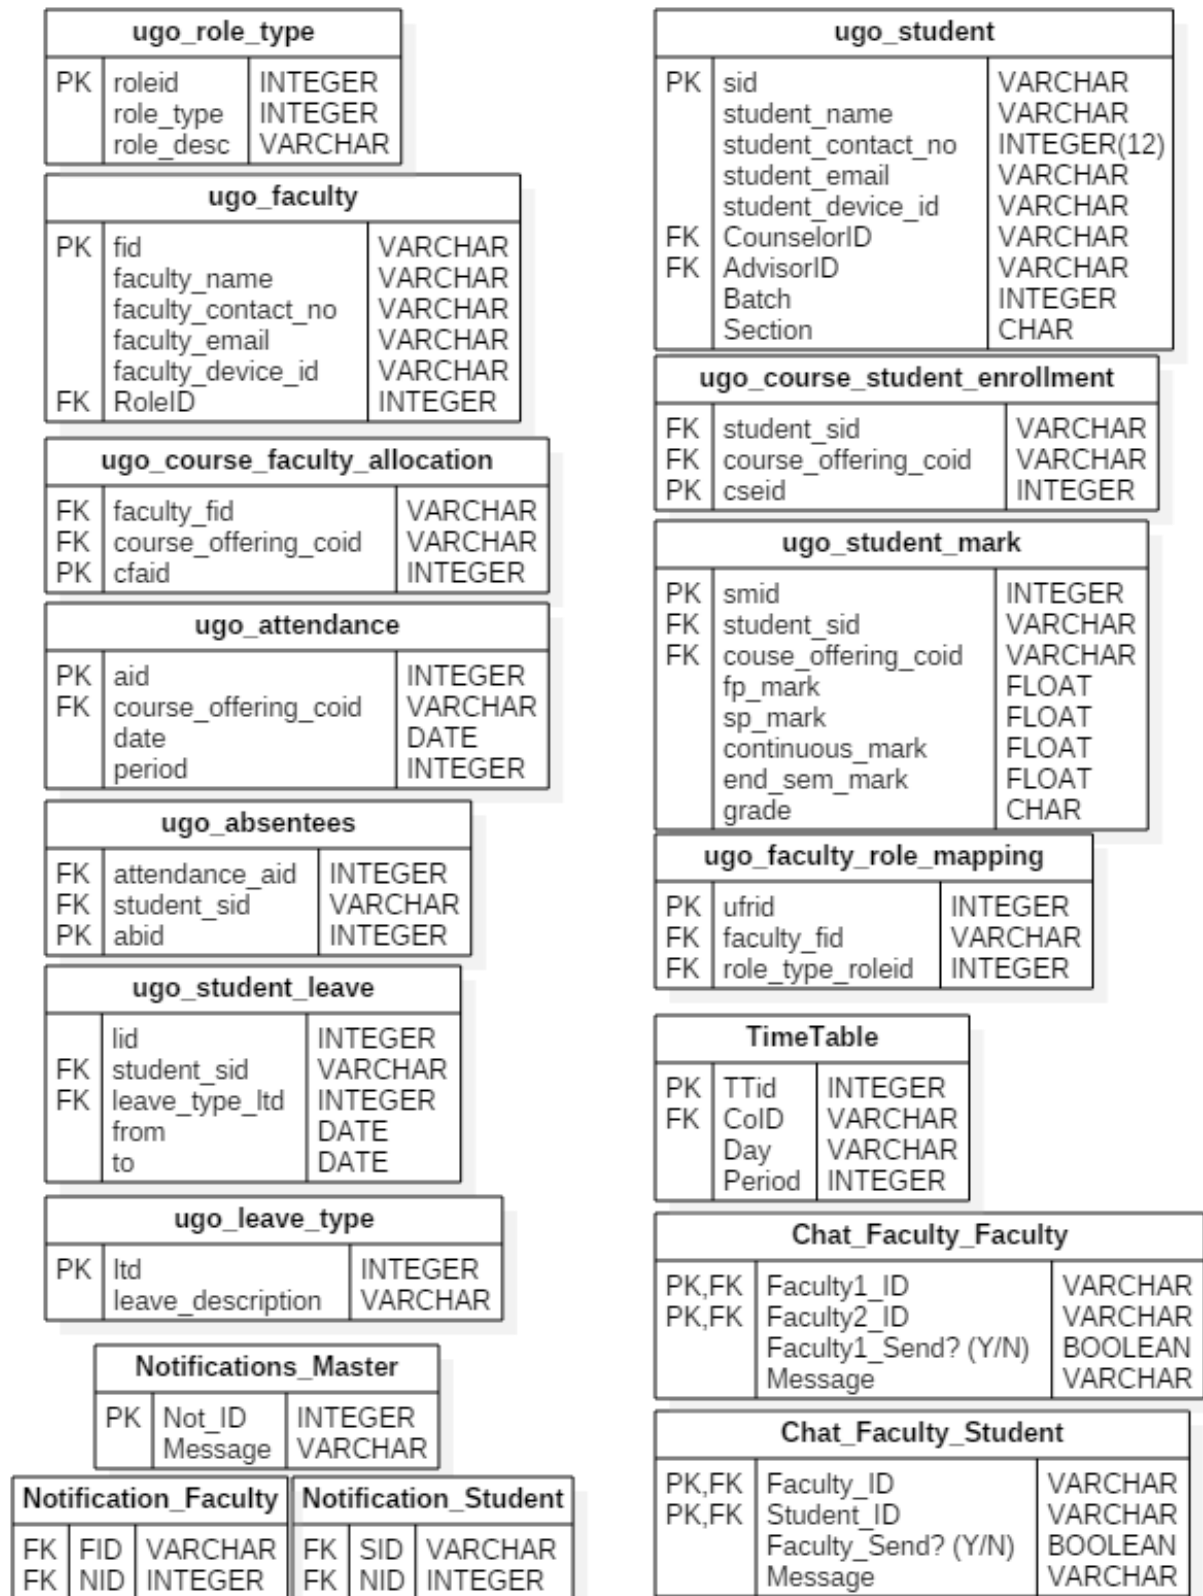 ugo_role_type
PK roleid INTEGER
role_type INTEGER
role_desc VARCHAR
ugo_faculty
PK fid VARCHAR
faculty_name VARCHAR
faculty_contact_no VARCHAR
faculty_email VARCHAR
faculty_device_id VARCHAR
FK RoleID INTEGER
ugo_course_faculty_allocation
FK faculty_fid VARCHAR
FK course_offering_coid VARCHAR
PK cfaid INTEGER
ugo_attendance
PK aid INTEGER
FK course_offering_coid VARCHAR
date DATE
period INTEGER
ugo_absentees
FK attendance_aid INTEGER
FK student_sid VARCHAR
PK abid INTEGER
ugo_student_leave
lid INTEGER
FK student_sid VARCHAR
FK leave_type_ltd INTEGER
from DATE
to DATE
ugo_leave_type
PK ltd INTEGER
leave_description VARCHAR
Notifications_Master
PK Not_ID INTEGER
Message VARCHAR
Notification_Faculty
FK FID VARCHAR
FK NID INTEGER
Notification_Student
FK SID VARCHAR
FK NID INTEGER
ugo_student
PK sid VARCHAR
student_name VARCHAR
student_contact_no INTEGER(12)
student_email VARCHAR
student_device_id VARCHAR
FK CounselorID VARCHAR
FK AdvisorID VARCHAR
Batch INTEGER
Section CHAR
ugo_course_student_enrollment
FK student_sid VARCHAR
FK course_offering_coid VARCHAR
PK cseid INTEGER
ugo_student_mark
PK smid INTEGER
FK student_sid VARCHAR
FK couse_offering_coid VARCHAR
fp_mark FLOAT
sp_mark FLOAT
continuous_mark FLOAT
end_sem_mark FLOAT
grade CHAR
ugo_faculty_role_mapping
PK ufrid INTEGER
FK faculty_fid VARCHAR
FK role_type_roleid INTEGER
TimeTable
PK TTid INTEGER
FK CoID VARCHAR
Day VARCHAR
Period INTEGER
Chat_Faculty_Faculty
PK,FK Faculty1_ID VARCHAR
PK,FK Faculty2_ID VARCHAR
Faculty1_Send? (Y/N) BOOLEAN
Message VARCHAR
Chat_Faculty_Student
PK,FK Faculty_ID VARCHAR
PK,FK Student_ID VARCHAR
Faculty_Send? (Y/N) BOOLEAN
Message VARCHAR